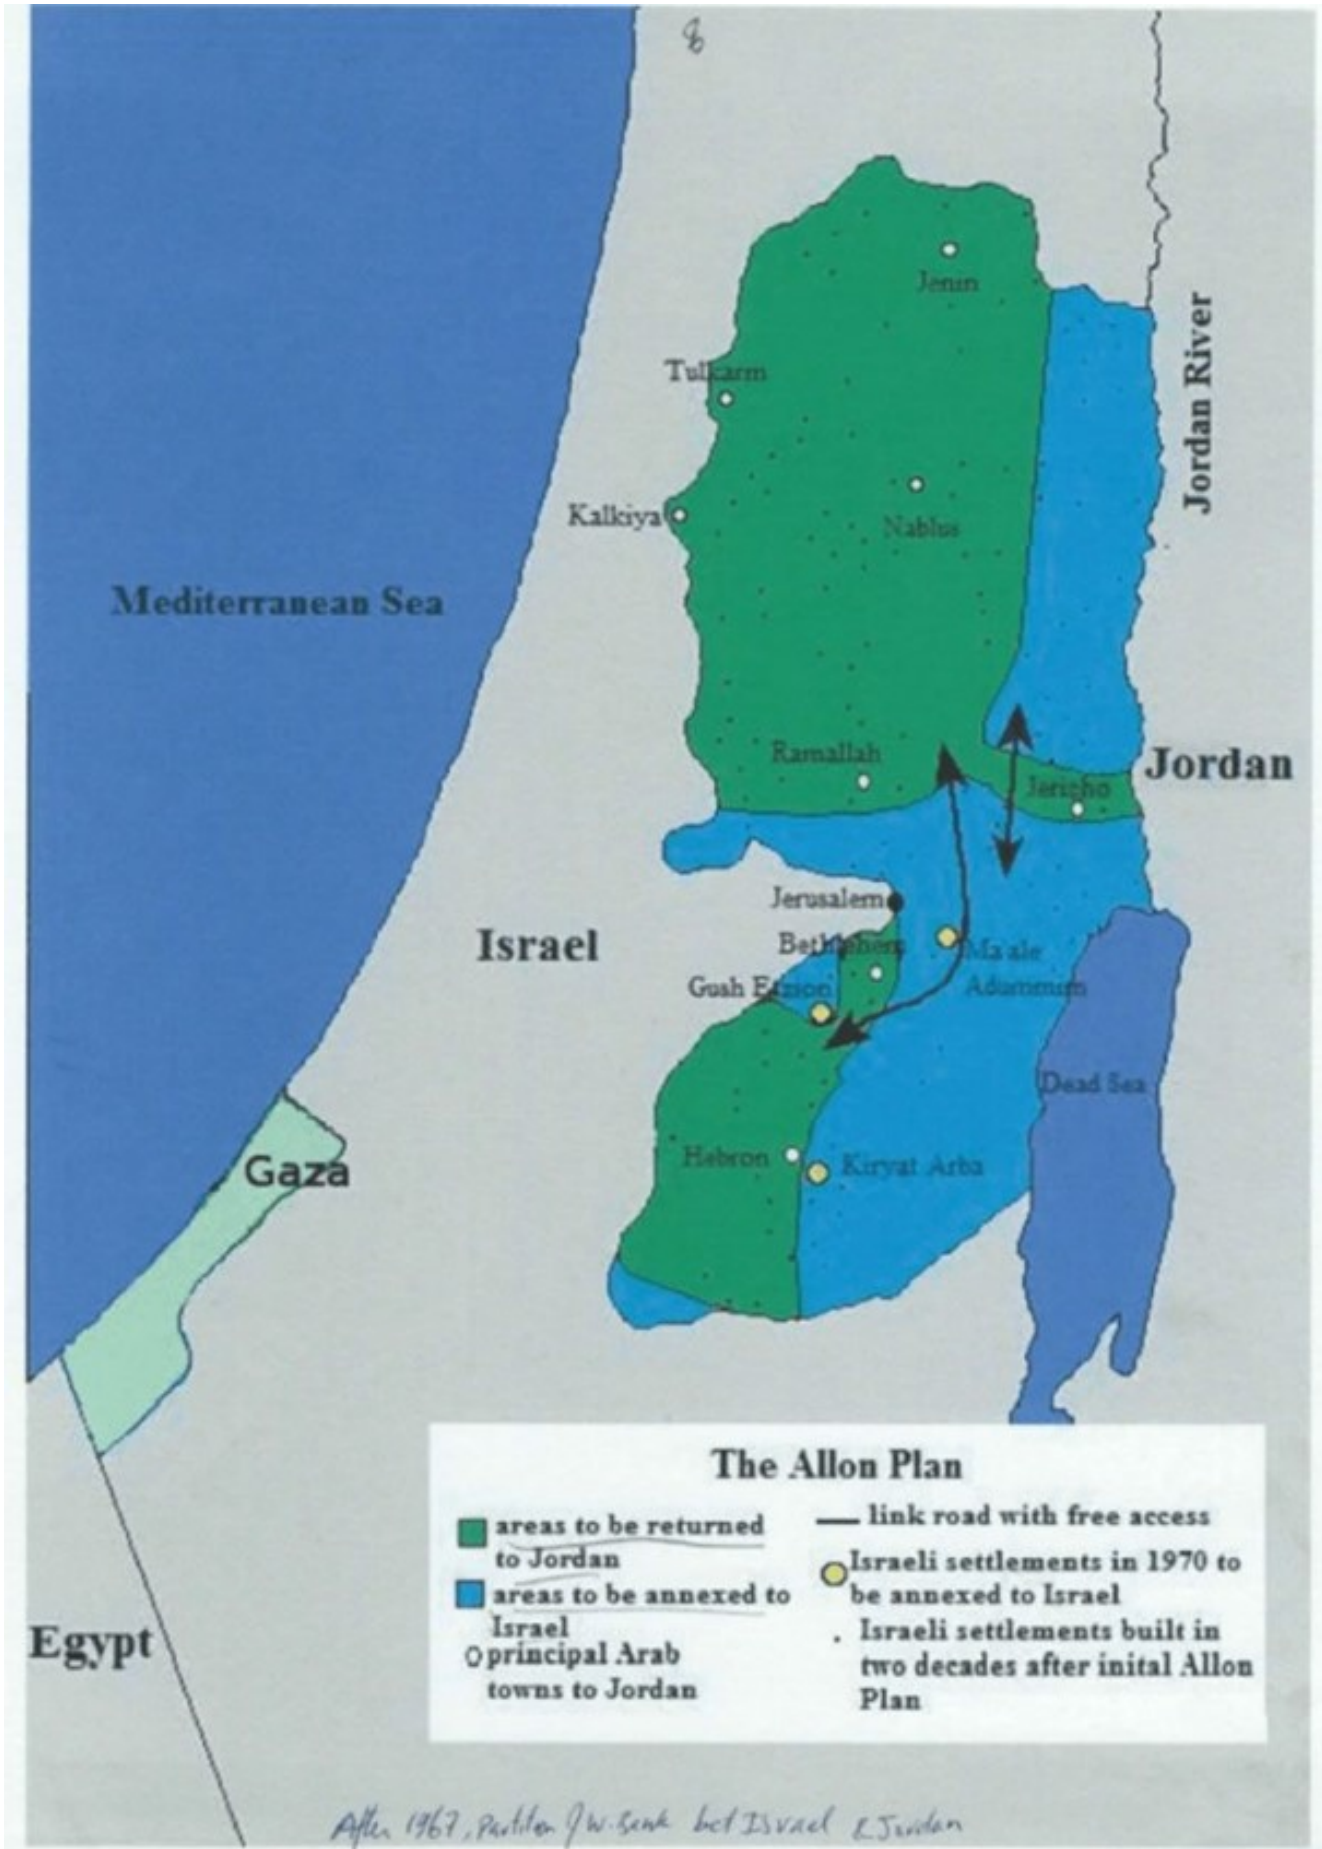 8
Jenin
Tulkarm
Kalkiya
Nablus
Jordan River
Mediterranean Sea
Ramallah
Jordan
Jericho
Jerusalem
Israel
Bethlehem
Ma'ale
Adummim
Guah Etzion
Dead Sea
Gaza
Hebron
Kiryat Arba
Egypt
The Allon Plan
areas to be returned
to Jordan
areas to be annexed to
Israel
principal Arab
towns to Jordan
link road with free access
Israeli settlements in 1970 to
be annexed to Israel
Israeli settlements built in
two decades after inital Allon
Plan
After 1967, Partition of W. Bank bet Israel & Jordan